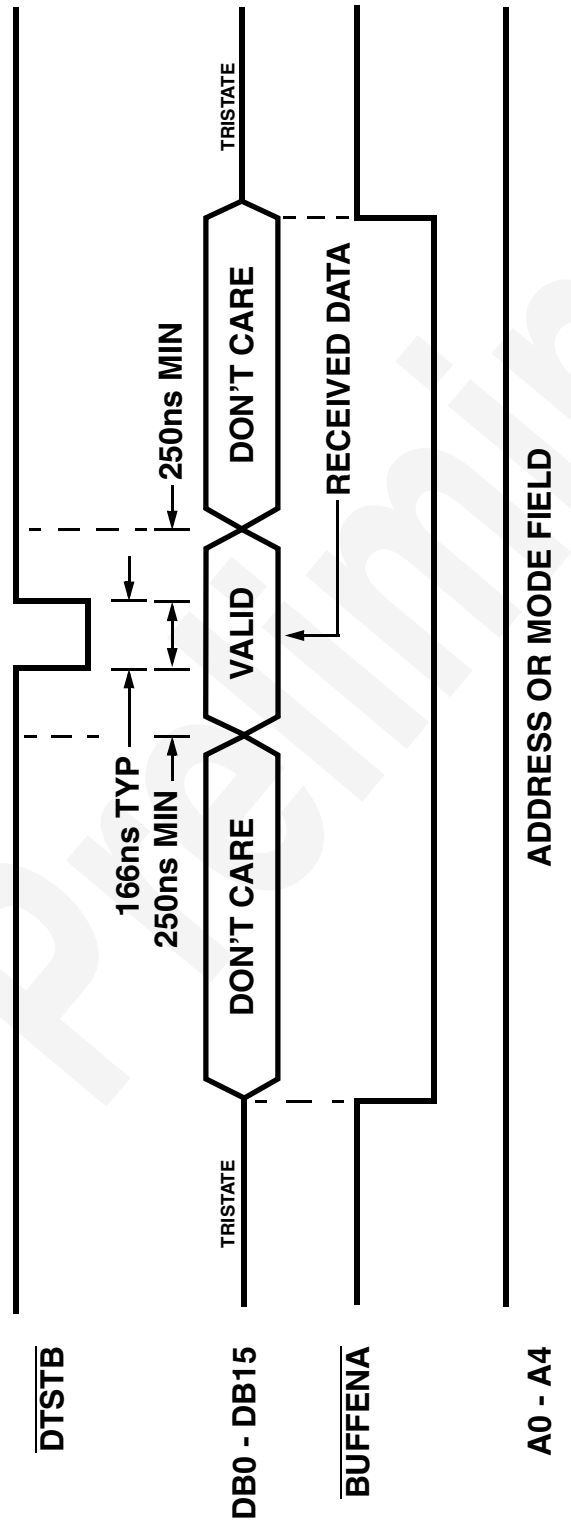 DTSTB
166ns TYP
250ns MIN
250ns MIN
DB0 - DB15
TRISTATE
DON'T CARE
VALID
DON'T CARE
TRISTATE
BUFFENA
RECEIVED DATA
A0 - A4
ADDRESS OR MODE FIELD